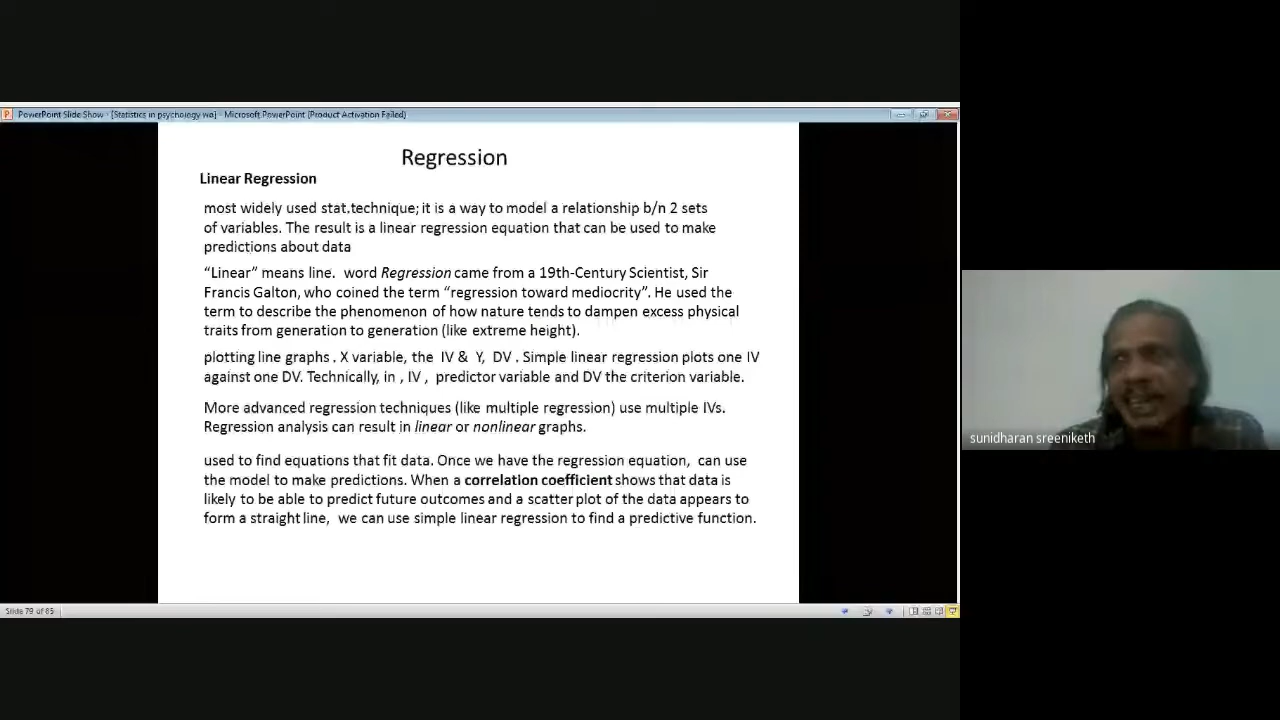 PowerPoint Slide Show - [Statistics in psychology wo] - Microsoft PowerPoint (Product Activation Failed)
Regression
Linear Regression
most widely used stat.technique; it is a way to model a relationship b/n 2 sets
of variables. The result is a linear regression equation that can be used to make
predictions about data
“Linear” means line. word Regression came from a 19th-Century Scientist, Sir
Francis Galton, who coined the term “regression toward mediocrity”. He used the
term to describe the phenomenon of how nature tends to dampen excess physical
traits from generation to generation (like extreme height).
plotting line graphs . X variable, the IV & Y, DV . Simple linear regression plots one IV
against one DV. Technically, in , IV , predictor variable and DV the criterion variable.
More advanced regression techniques (like multiple regression) use multiple IVs.
Regression analysis can result in linear or nonlinear graphs.
used to find equations that fit data. Once we have the regression equation, can use
the model to make predictions. When a correlation coefficient shows that data is
likely to be able to predict future outcomes and a scatter plot of the data appears to
form a straight line, we can use simple linear regression to find a predictive function.
sunidharan sreeniketh
Slide 79 of 85